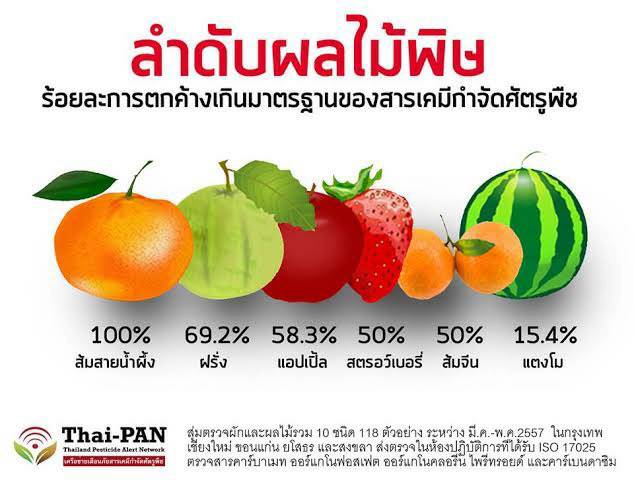 ลำดับผลไม้พิษ
ร้อยละการตกค้างเกินมาตรฐานของสารเคมีกำจัดศัตรูพืช
100% 69.2% 58.3% 50% 50% 15.4%
ส้มสายน้ำผึ้ง ฝรั่ง แอปเปิ้ล สตรอว์เบอรี่ ส้มจีน แตงโม
Thai-PAN
Thailand Pesticide Alert Network
เครือข่ายเตือนภัยสารเคมีกำจัดศัตรูพืช
สุ่มตรวจผักและผลไม้รวม 10 ชนิด 118 ตัวอย่าง ระหว่าง มี.ค.-พ.ค.2557 ในกรุงเทพ
เชียงใหม่ ขอนแก่น ยโสธร และสงขลา ส่งตรวจในห้องปฏิบัติการที่ได้รับ ISO 17025
ตรวจสารคาร์บาเมท ออร์แกโนฟอสเฟต ออร์แกโนคลอรีน ไพรีทรอยด์ และคาร์เบนดาซิม